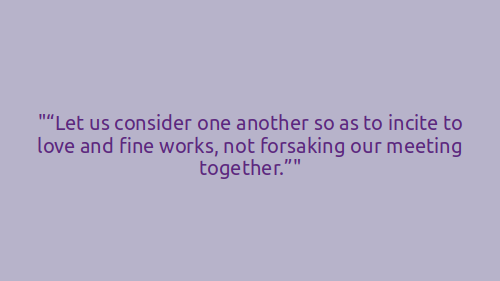 "“Let us consider one another so as to incite to
love and fine works, not forsaking our meeting
together.”"